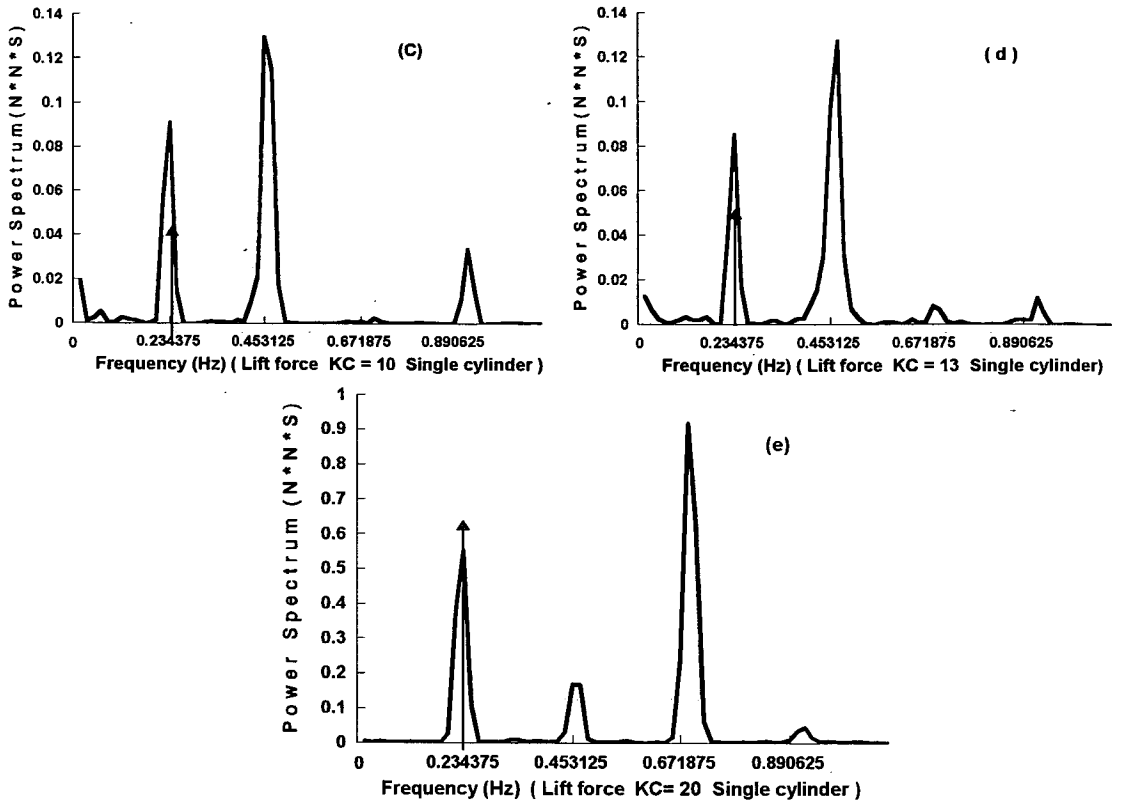 Power Spectrum(N*N*S)
0.14
0.12
0.1
0.08
0.06
0.04
0.02
0
(C)
0 0.234375 0.453125 0.671875 0.890625
Frequency (Hz) ( Lift force KC = 10 Single cylinder )
Power Spectrum(N*N*S)
0.14
0.12
0.1
0.08
0.06
0.04
0.02
0
(d)
0 0.234375 0.453125 0.671875 0.890625
Frequency (Hz) ( Lift force KC = 13 Single cylinder)
Power Spectrum (N*N*S)
1
0.9
0.8
0.7
0.6
0.5
0.4
0.3
0.2
0.1
0
(e)
0 0.234375 0.453125 0.671875 0.890625
Frequency (Hz) ( Lift force KC= 20 Single cylinder )